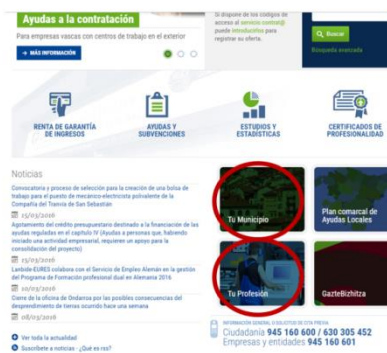 Ayudas a la contratación
Para empresas vascas con centros de trabajo en el exterior
+ MÁS INFORMACIÓN
Si dispone de los códigos de
acceso al servicio contrat@
puede introducirlos para
registrar su oferta.
Buscar
Búsqueda avanzada
RENTA DE GARANTÍA
DE INGRESOS
AYUDAS Y
SUBVENCIONES
ESTUDIOS Y
ESTADÍSTICAS
CERTIFICADOS DE
PROFESIONALIDAD
Noticias
Convocatoria y proceso de selección para la creación de una bolsa de
trabajo para el puesto de mecánico-electricista polivalente de la
Compañía del Tranvía de San Sebastián
15/03/2016
Agotamiento del crédito presupuestario destinado a la financiación de las
ayudas reguladas en el capítulo IV (Ayudas a personas que, habiendo
iniciado una actividad empresarial, requieren un apoyo para la
consolidación del proyecto)
15/03/2016
Lanbide-EURES colabora con el Servicio de Empleo Alemán en la gestión
del Programa de Formación profesional dual en Alemania 2016
10/03/2016
Cierre de la oficina de Ondarroa por las posibles consecuencias del
desprendimiento de tierras ocurrido hace una semana
08/03/2016
Ver toda la actualidad
Suscríbete a noticias - ¿Qué es rss?
Tu Municipio
Plan comarcal de
Ayudas Locales
Tu Profesión
GazteBizhitza
INFORMACIÓN GENERAL O SOLICITUD DE CITA PREVIA
Ciudadanía 945 160 600 / 630 305 452
Empresas y entidades 945 160 601